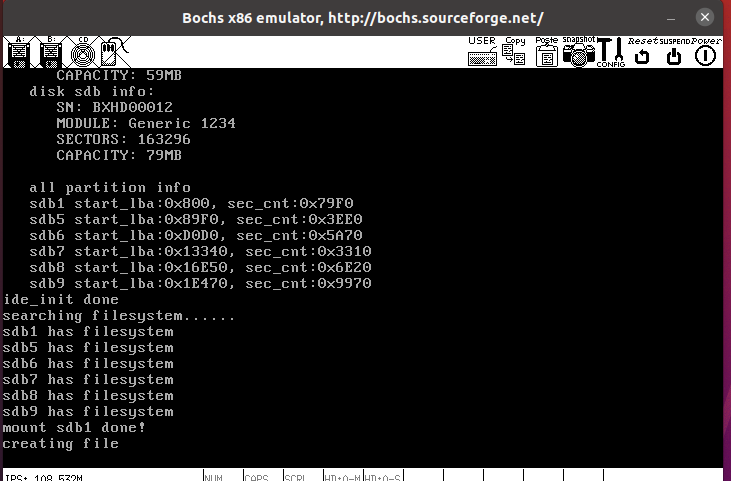 Bochs x86 emulator, http://bochs.sourceforge.net/
A: B: CD USER Copy Paste snapshot CONFIG Reset SUSPEND Power
CAPACITY: 59MB
disk sdb info:
SN: BXHD00012
MODULE: Generic 1234
SECTORS: 163296
CAPACITY: 79MB
all partition info
sdb1 start_lba:0x800, sec_cnt:0x79F0
sdb5 start_lba:0x89F0, sec_cnt:0x3EE0
sdb6 start_lba:0xD0D0, sec_cnt:0x5A70
sdb7 start_lba:0x13340, sec_cnt:0x3310
sdb8 start_lba:0x16E50, sec_cnt:0x6E20
sdb9 start_lba:0x1E470, sec_cnt:0x9970
ide_init done
searching filesystem......
sdb1 has filesystem
sdb5 has filesystem
sdb6 has filesystem
sdb7 has filesystem
sdb8 has filesystem
sdb9 has filesystem
mount sdb1 done!
creating file
IPS: 108.532M NUM CAPS SCRL HD:0-M HD:0-S